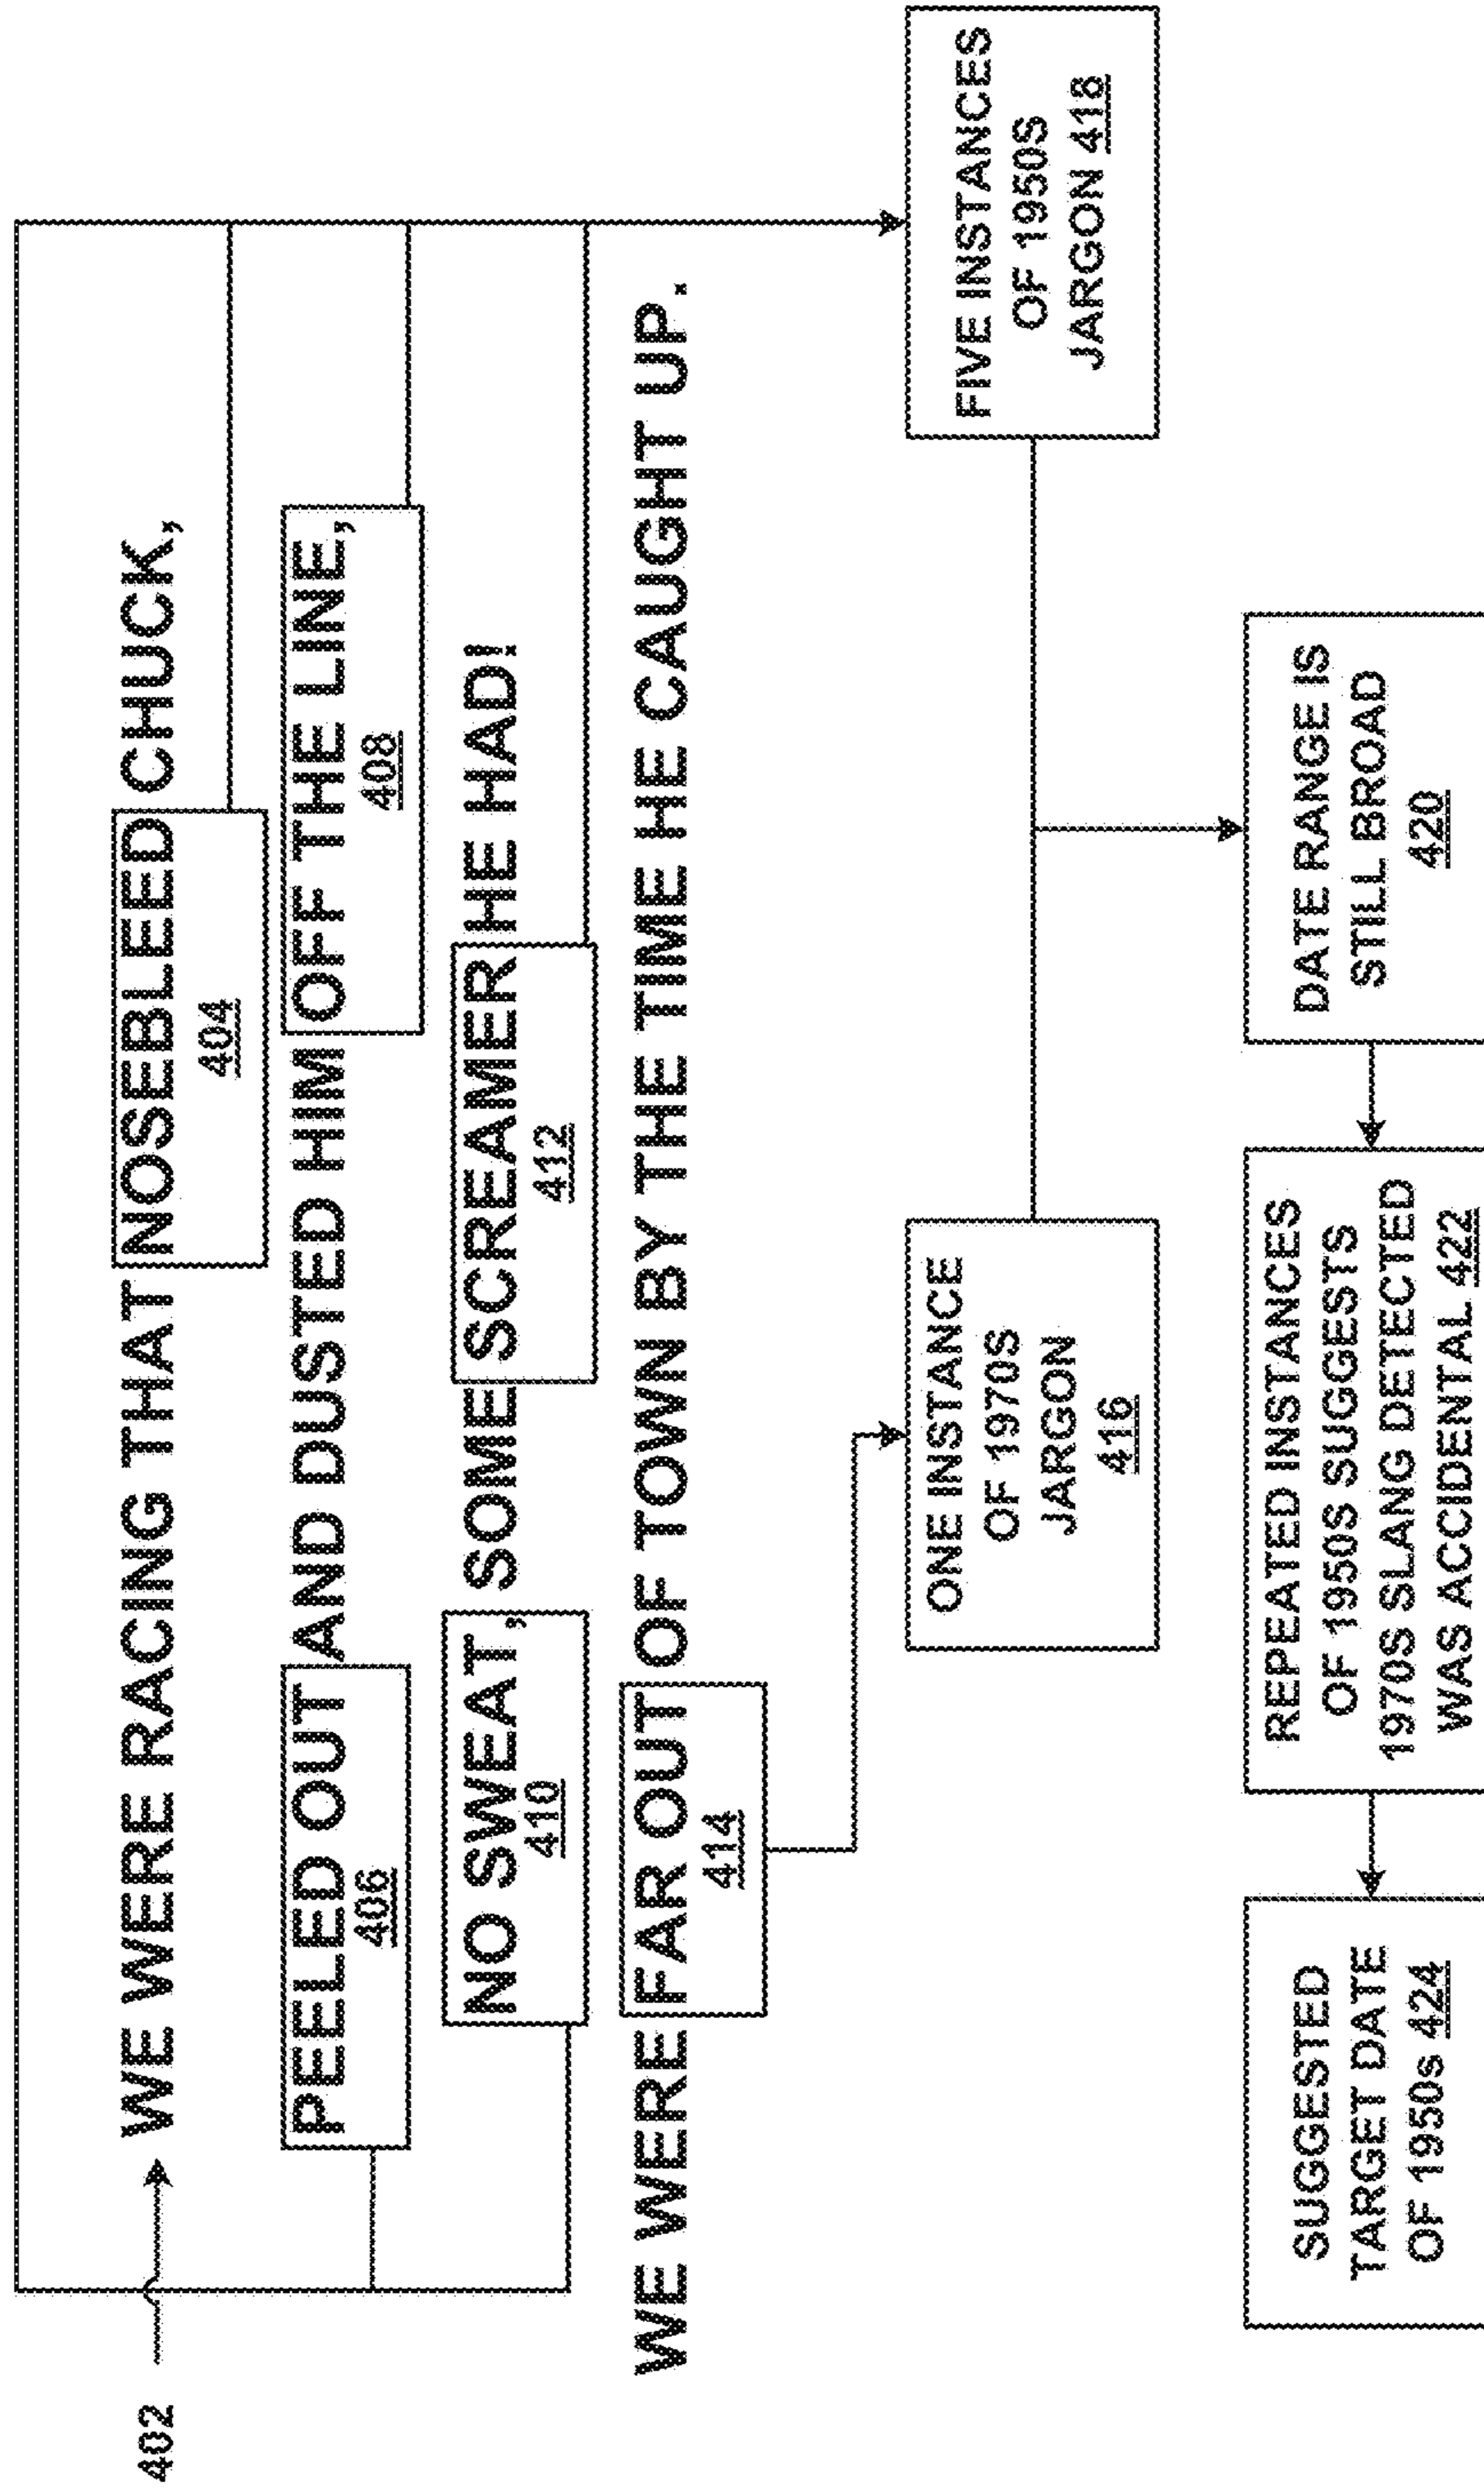 402
WE WERE RACING THAT NOSEBLEED CHUCK,
404
PEELED OUT AND DUSTED HIM OFF THE LINE,
406 408
NO SWEAT, SOME SCREAMER HE HAD!
410 412
WE WERE FAR OUT OF TOWN BY THE TIME HE CAUGHT UP.
414
ONE INSTANCE
OF 1970S
JARGON
416
FIVE INSTANCES
OF 1950S
JARGON 418
DATE RANGE IS
STILL BROAD
420
REPEATED INSTANCES
OF 1950S SUGGESTS
1970S SLANG DETECTED
WAS ACCIDENTAL 422
SUGGESTED
TARGET DATE
OF 1950s 424